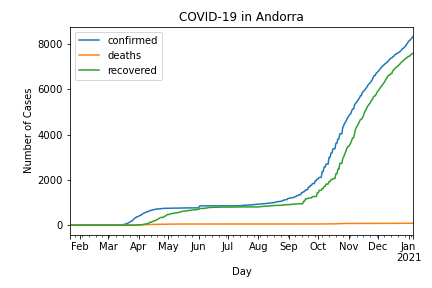 COVID-19 in Andorra
confirmed
deaths
recovered
Number of Cases
8000
6000
4000
2000
0
Feb Mar Apr May Jun Jul Aug Sep Oct Nov Dec Jan
2021
Day